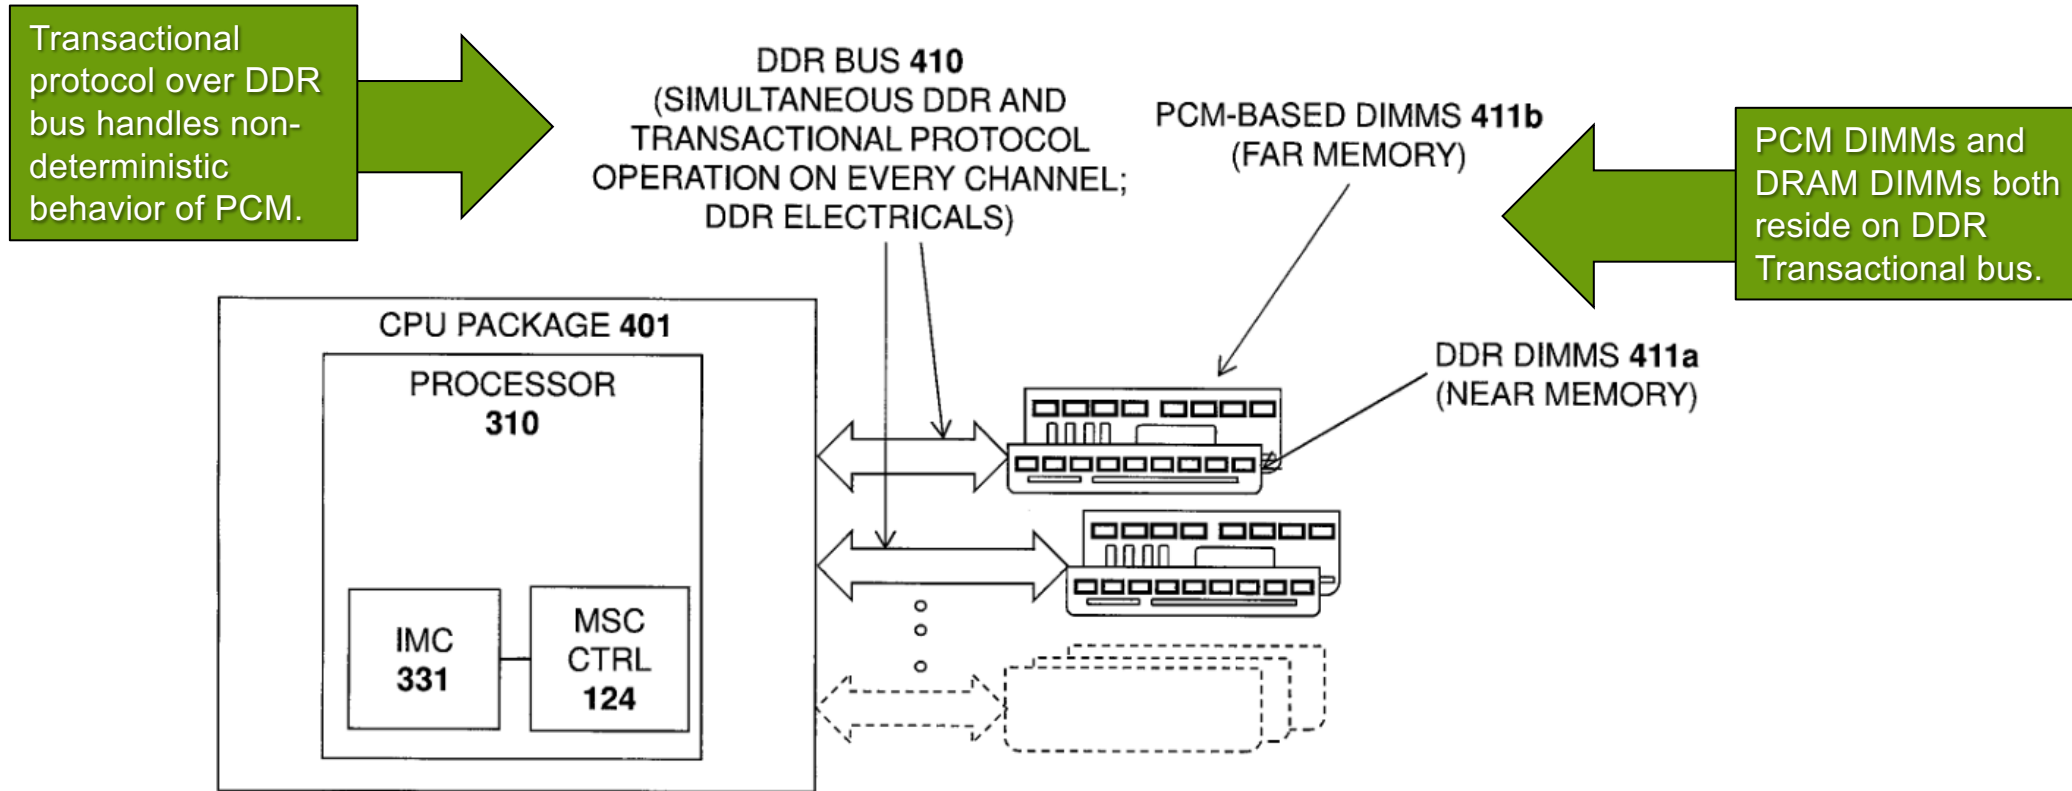 Transactional
protocol over DDR
bus handles non-
deterministic
behavior of PCM.
DDR BUS 410
(SIMULTANEOUS DDR AND
TRANSACTIONAL PROTOCOL
OPERATION ON EVERY CHANNEL;
DDR ELECTRICALS)
PCM-BASED DIMMS 411b
(FAR MEMORY)
PCM DIMMs and
DRAM DIMMs both
reside on DDR
Transactional bus.
CPU PACKAGE 401
PROCESSOR
310
DDR DIMMS 411a
(NEAR MEMORY)
IMC
331
MSC
CTRL
124